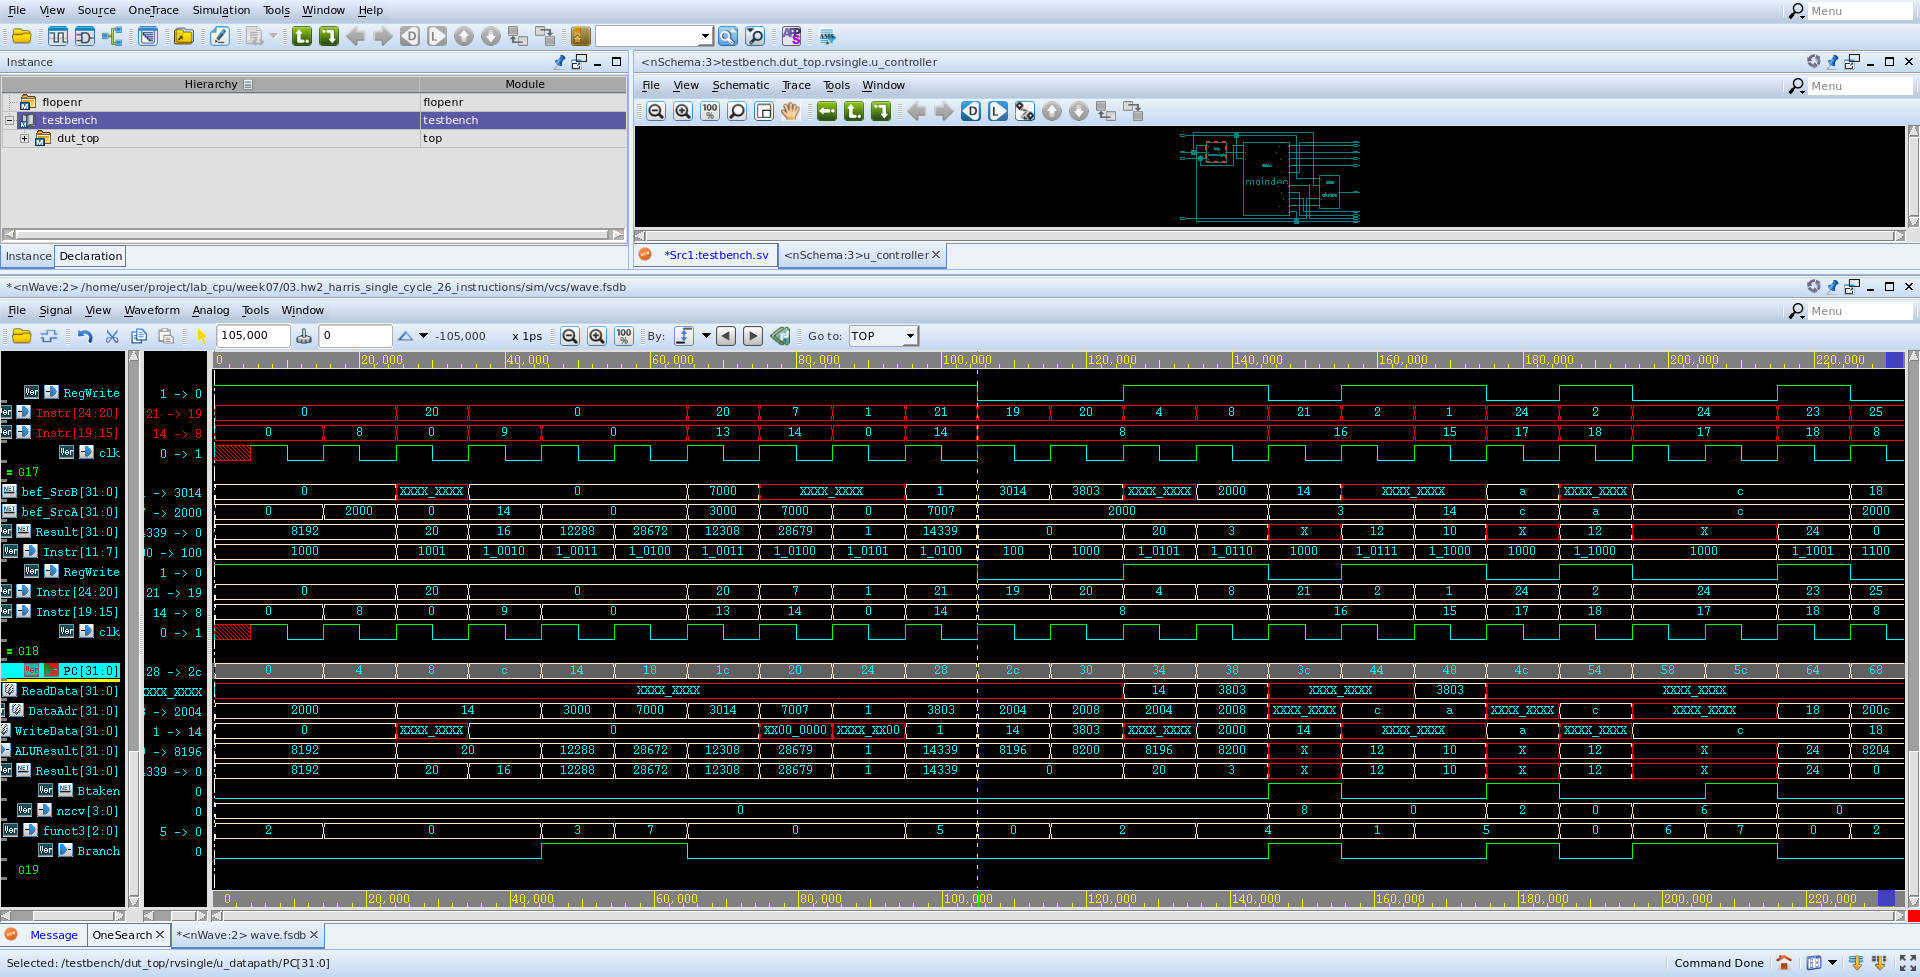 File View Source OneTrace Simulation Tools Window Help
Menu
Instance
Hierarchy Module
flopenr flopenr
testbench testbench
dut_top top
Instance Declaration
<nSchema:3>testbench.dut_top.rvsingle.u_controller
File View Schematic Trace Tools Window
Menu
100 %
maindec
*Src1:testbench.sv <nSchema:3>u_controller
*<nWave:2> /home/user/project/lab_cpu/week07/03.hw2_harris_single_cycle_26_instructions/sim/vcs/wave.fsdb
File Signal View Waveform Analog Tools Window
Menu
105,000 0 -105,000 x 1ps 100 % By: Go to: TOP
0 20,000 40,000 60,000 80,000 100,000 120,000 140,000 160,000 180,000 200,000 220,000
RegWrite 1 -> 0
Instr[24:20] 21 -> 19 0 20 0 20 7 1 21 19 20 4 8 21 2 1 24 2 24 23 25
Instr[19:15] 14 -> 8 0 8 0 9 0 13 14 0 14 8 16 15 17 18 17 18 8
clk 0 -> 1
= G17
bef_SrcB[31:0] -> 3014 0 XXXX_XXXX 0 7000 XXXX_XXXX 1 3014 3803 XXXX_XXXX 2000 14 XXXX_XXXX a XXXX_XXXX c 18
bef_SrcA[31:0] -> 2000 0 2000 0 14 0 3000 7000 0 7007 2000 3 14 c a c 2000
Result[31:0] 339 -> 0 8192 20 16 12288 28672 12308 28679 1 14339 0 20 3 X 12 10 X 12 X 24 0
Instr[11:7] 00 -> 100 1000 1001 1_0010 1_0011 1_0100 1_0011 1_0100 1_0101 1_0100 100 1000 1_0101 1_0110 1000 1_0111 1_1000 1000 1_1000 1000 1_1001 1100
RegWrite 1 -> 0
Instr[24:20] 21 -> 19 0 20 0 20 7 1 21 19 20 4 8 21 2 1 24 2 24 23 25
Instr[19:15] 14 -> 8 0 8 0 9 0 13 14 0 14 8 16 15 17 18 17 18 8
clk 0 -> 1
= G18
PC[31:0] 28 -> 2c 0 4 8 c 14 18 1c 20 24 28 2c 30 34 38 3c 44 48 4c 54 58 5c 64 68
ReadData[31:0] XXX_XXXX XXXX_XXXX 14 3803 XXXX_XXXX 3803 XXXX_XXXX
DataAdr[31:0] -> 2004 2000 14 3000 7000 3014 7007 1 3803 2004 2008 2004 2008 XXXX_XXXX c a XXXX_XXXX c XXXX_XXXX 18 200c
WriteData[31:0] 1 -> 14 0 XXXX_XXXX 0 XX00_0000 XXXX_XX00 1 14 3803 XXXX_XXXX 2000 14 XXXX_XXXX a XXXX_XXXX c 18
ALUResult[31:0] -> 8196 8192 20 12288 28672 12308 28679 1 14339 8196 8200 8196 8200 X 12 10 X 12 X 24 8204
Result[31:0] 339 -> 0 8192 20 16 12288 28672 12308 28679 1 14339 0 20 3 X 12 10 X 12 X 24 0
Btaken 0
nzcv[3:0] 0 0 8 0 2 0 6 0
funct3[2:0] 5 -> 0 2 0 3 7 0 5 0 2 4 1 5 0 6 7 0 2
Branch 0
G19
0 20,000 40,000 60,000 80,000 100,000 120,000 140,000 160,000 180,000 200,000 220,000
Message OneSearch *<nWave:2> wave.fsdb
Selected: /testbench/dut_top/rvsingle/u_datapath/PC[31:0] Command Done